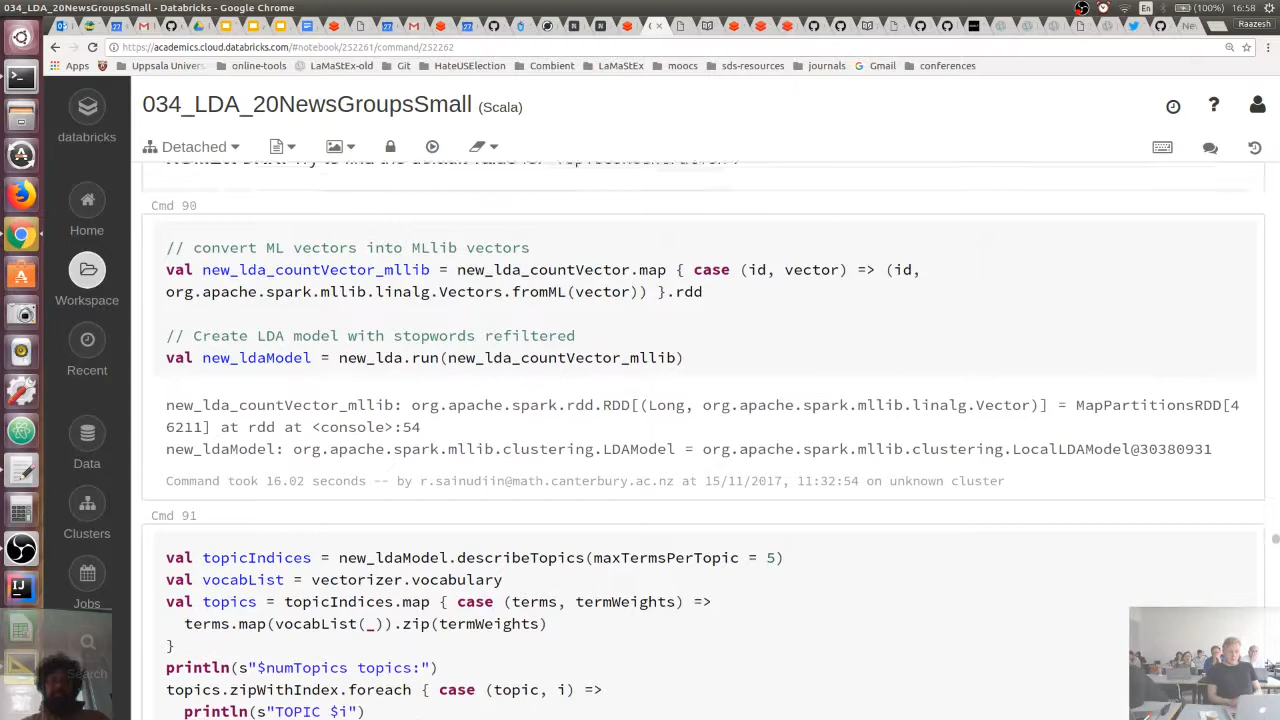 034_LDA_20NewsGroupsSmall - Databricks - Google Chrome
En
(100%)
16:58
Raazesh
https://academics.cloud.databricks.com/#notebook/252261/command/252262
Apps
Uppsala Univers
online-tools
LaMaStEx-old
Git
HateUSElection
Combient
LaMaStEx
moocs
sds-resources
journals
Gmail
conferences
databricks
Home
Workspace
Recent
Data
Clusters
Jobs
Search
034_LDA_20NewsGroupsSmall (Scala)
Detached
Cmd 90
// convert ML vectors into MLlib vectors
val new_lda_countVector_mllib = new_lda_countVector.map { case (id, vector) => (id,
org.apache.spark.mllib.linalg.Vectors.fromML(vector)) }.rdd
// Create LDA model with stopwords refiltered
val new_ldaModel = new_lda.run(new_lda_countVector_mllib)
new_lda_countVector_mllib: org.apache.spark.rdd.RDD[(Long, org.apache.spark.mllib.linalg.Vector)] = MapPartitionsRDD[4
6211] at rdd at <console>:54
new_ldaModel: org.apache.spark.mllib.clustering.LDAModel = org.apache.spark.mllib.clustering.LocalLDAModel@30380931
Command took 16.02 seconds -- by r.sainudiin@math.canterbury.ac.nz at 15/11/2017, 11:32:54 on unknown cluster
Cmd 91
val topicIndices = new_ldaModel.describeTopics(maxTermsPerTopic = 5)
val vocabList = vectorizer.vocabulary
val topics = topicIndices.map { case (terms, termWeights) =>
terms.map(vocabList(_)).zip(termWeights)
}
println(s"$numTopics topics:")
topics.zipWithIndex.foreach { case (topic, i) =>
println(s"TOPIC $i")